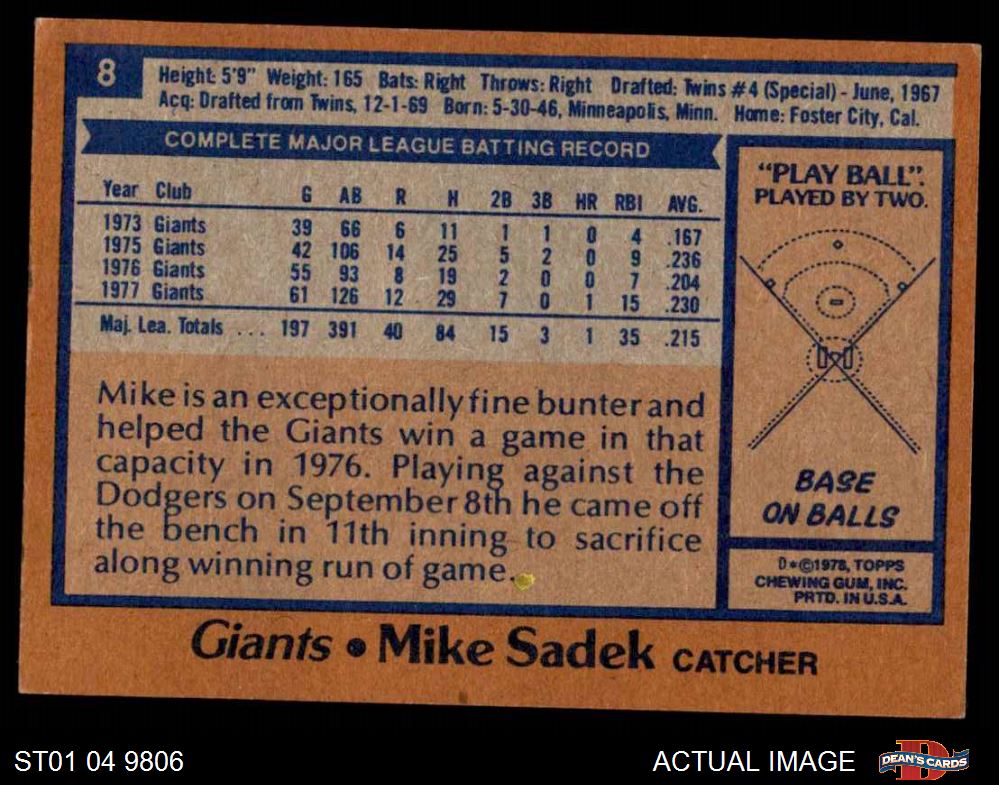 8
Height: 5'9" Weight: 165 Bats: Right Throws: Right Drafted: Twins #4 (Special) - June, 1967
Acq: Drafted from Twins, 12-1-69 Born: 5-30-46, Minneapolis, Minn. Home: Foster City, Cal.
COMPLETE MAJOR LEAGUE BATTING RECORD
Year Club G AB R H 2B 3B HR RBI AVG.
1973 Giants 39 66 6 11 1 1 0 4 .167
1975 Giants 42 106 14 25 5 2 0 9 .236
1976 Giants 55 93 8 19 2 0 0 7 .204
1977 Giants 61 126 12 29 7 0 1 15 .230
Maj. Lea. Totals ... 197 391 40 84 15 3 1 35 .215
Mike is an exceptionally fine bunter and
helped the Giants win a game in that
capacity in 1976. Playing against the
Dodgers on September 8th he came off
the bench in 11th inning to sacrifice
along winning run of game.
"PLAY BALL".
PLAYED BY TWO.
BASE
ON BALLS
D*©1978, TOPPS
CHEWING GUM, INC.
PRTD. IN U.S.A.
Giants • Mike Sadek CATCHER
ST01 04 9806
ACTUAL IMAGE
D
DEAN'S CARDS